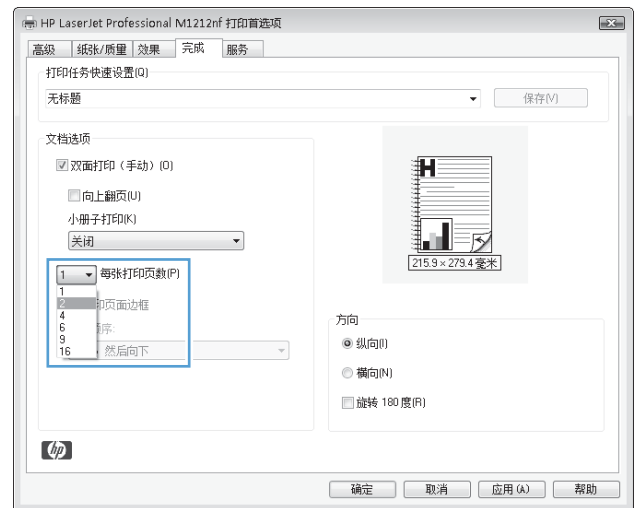 HP LaserJet Professional M1212nf 打印首选项
高级 纸张/质量 效果 完成 服务
打印任务快速设置(Q)
无标题
保存(V)
文档选项
双面打印（手动）(O)
向上翻页(U)
小册子打印(K)
关闭
H
215.9 × 279.4 毫米
1 每张打印页数(P)
1
2
印页面边框
4
6
顺序:
9
16
然后向下
方向
纵向(I)
横向(N)
旋转 180 度(R)
hp
确定 取消 应用 (A) 帮助